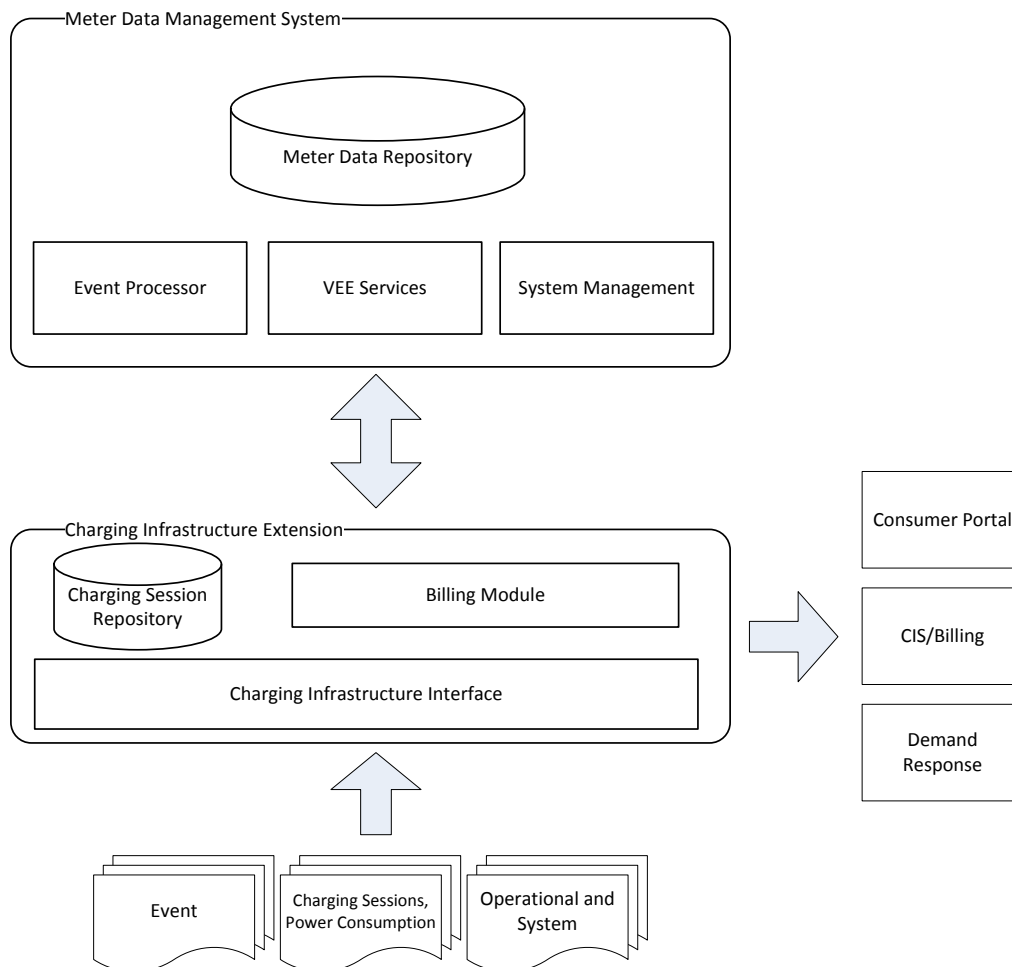 Meter Data Management System
Meter Data Repository
Event Processor
VEE Services
System Management
Charging Infrastructure Extension
Charging Session
Repository
Billing Module
Charging Infrastructure Interface
Consumer Portal
CIS/Billing
Demand
Response
Event
Charging Sessions,
Power Consumption
Operational and
System